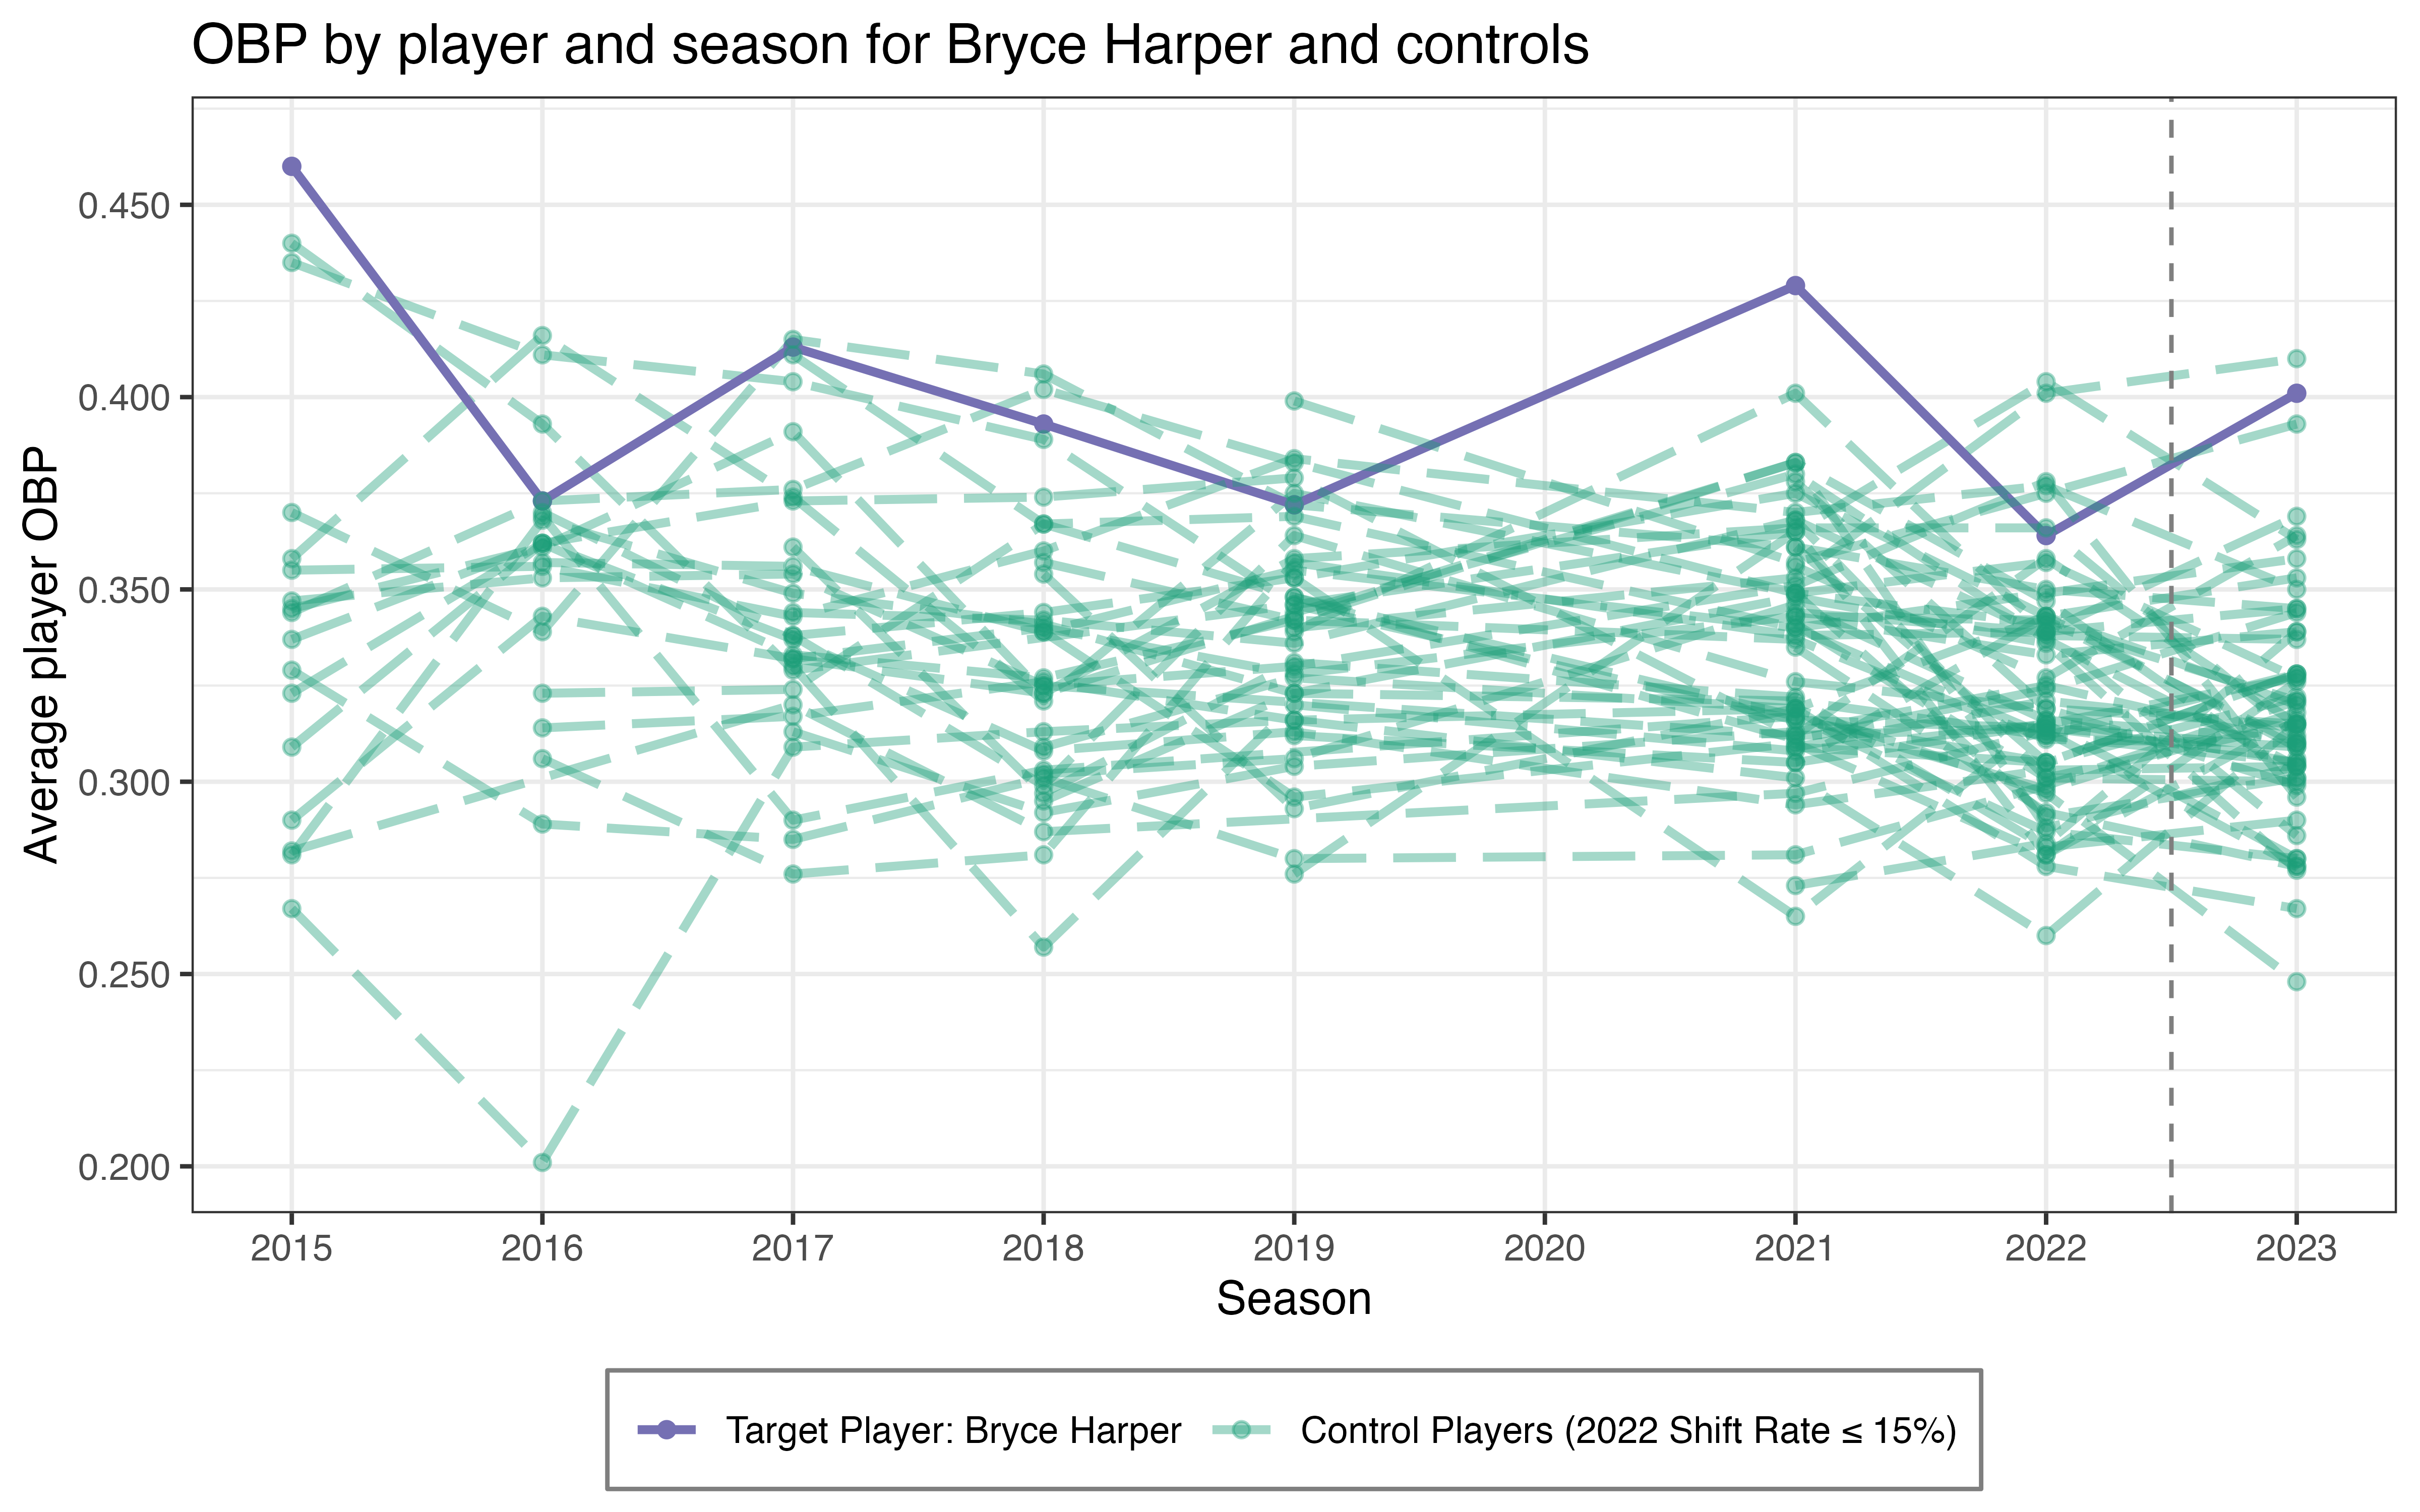 OBP by player and season for Bryce Harper and controls
Average player OBP
0.450
0.400
0.350
0.300
0.250
0.200
2015 2016 2017 2018 2019 2020 2021 2022 2023
Season
Target Player: Bryce Harper Control Players (2022 Shift Rate ≤ 15%)